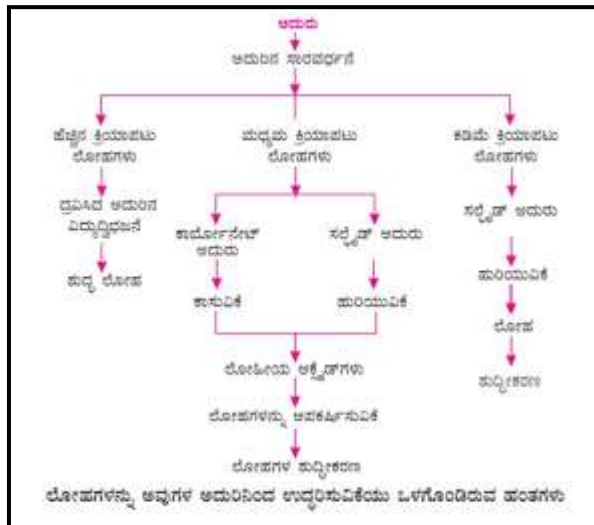 ಅದುರು
ಅದುರಿನ ಸಾರವರ್ಧನೆ
ಹೆಚ್ಚಿನ ಕ್ರಿಯಾಪಟು
ಲೋಹಗಳು
ಮಧ್ಯಮ ಕ್ರಿಯಾಪಟು
ಲೋಹಗಳು
ಕಡಿಮೆ ಕ್ರಿಯಾಪಟು
ಲೋಹಗಳು
ದ್ರವಿಸಿದ ಅದುರಿನ
ವಿದ್ಯುದ್ವಿಭಜನೆ
ಶುದ್ಧ ಲೋಹ
ಕಾರ್ಬೋನೇಟ್
ಅದುರು
ಕಾಸುವಿಕೆ
ಸಲ್ಫೈಡ್ ಅದುರು
ಹುರಿಯುವಿಕೆ
ಸಲ್ಫೈಡ್ ಅದುರು
ಹುರಿಯುವಿಕೆ
ಲೋಹ
ಶುದ್ಧೀಕರಣ
ಲೋಹೀಯ ಆಕ್ಸೈಡ್‌ಗಳು
ಲೋಹಗಳನ್ನು ಅಪಕರ್ಷಿಸುವಿಕೆ
ಲೋಹಗಳ ಶುದ್ಧೀಕರಣ
ಲೋಹಗಳನ್ನು ಅವುಗಳ ಅದುರಿನಿಂದ ಉದ್ಧರಿಸುವಿಕೆಯು ಒಳಗೊಂಡಿರುವ ಹಂತಗಳು